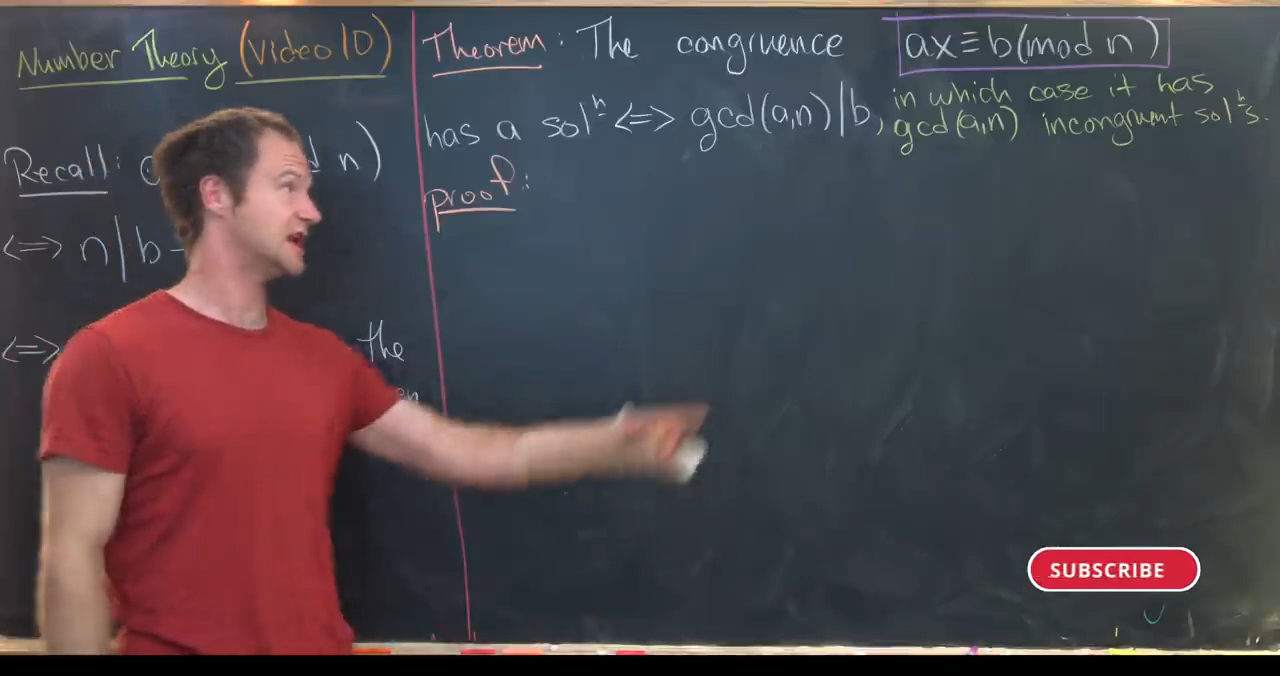 Number Theory (Video 10)
Recall: n)
<=> n|b-
<=> the
Theorem: The congruence ax≡b(mod n)
has a solⁿ <=> gcd(a,n)|b, in which case it has
gcd(a,n) incongruent solⁿs.
proof:
SUBSCRIBE